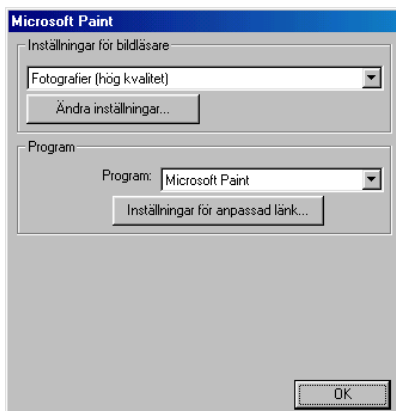 Microsoft Paint
Inställningar för bildläsare
Fotografier (hög kvalitet)
Ändra inställningar...
Program
Program: Microsoft Paint
Inställningar för anpassad länk...
OK